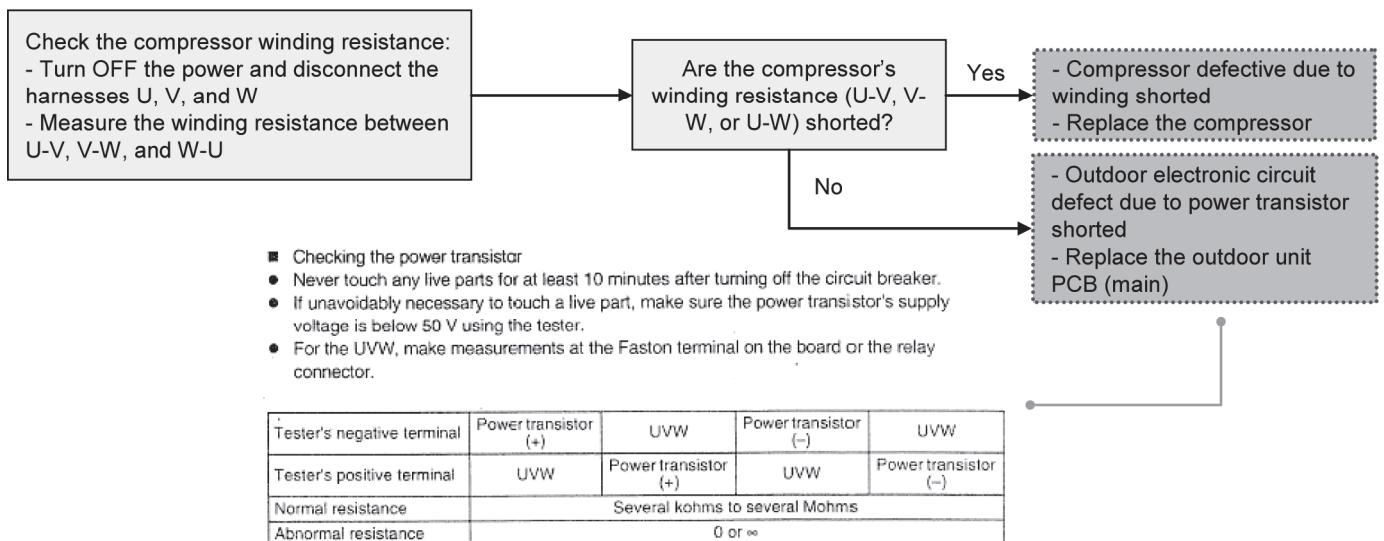 Check the compressor winding resistance:
- Turn OFF the power and disconnect the
harnesses U, V, and W
- Measure the winding resistance between
U-V, V-W, and W-U
Are the compressor's
winding resistance (U-V, V-
W, or U-W) shorted?
Yes
- Compressor defective due to
winding shorted
- Replace the compressor
No
- Outdoor electronic circuit
defect due to power transistor
shorted
- Replace the outdoor unit
PCB (main)
■ Checking the power transistor
● Never touch any live parts for at least 10 minutes after turning off the circuit breaker.
● If unavoidably necessary to touch a live part, make sure the power transistor's supply
voltage is below 50 V using the tester.
● For the UVW, make measurements at the Faston terminal on the board or the relay
connector.
Tester's negative terminal Power transistor (+) UVW Power transistor (−) UVW
Tester's positive terminal UVW Power transistor (+) UVW Power transistor (−)
Normal resistance Several kohms to several Mohms
Abnormal resistance 0 or ∞